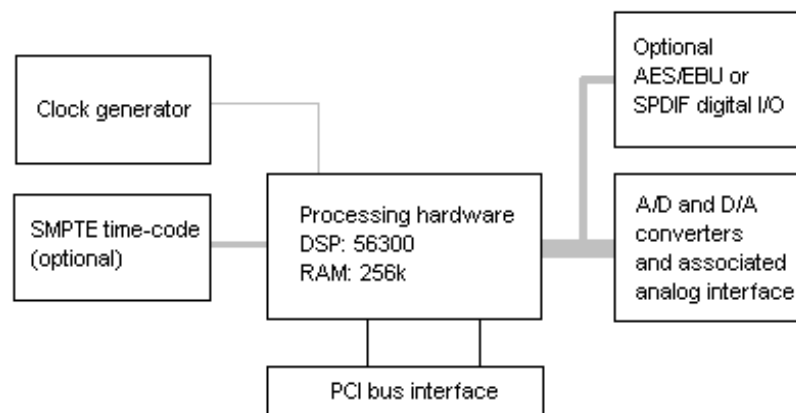 Clock generator
SMPTE time-code
(optional)
Processing hardware
DSP: 56300
RAM: 256k
PCI bus interface
Optional
AES/EBU or
SPDIF digital I/O
A/D and D/A
converters
and associated
analog interface